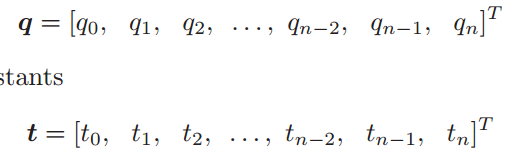 q = [q₀, q₁, q₂, ..., qₙ₋₂, qₙ₋₁, qₙ]ᵀ
stants
t = [t₀, t₁, t₂, ..., tₙ₋₂, tₙ₋₁, tₙ]ᵀ